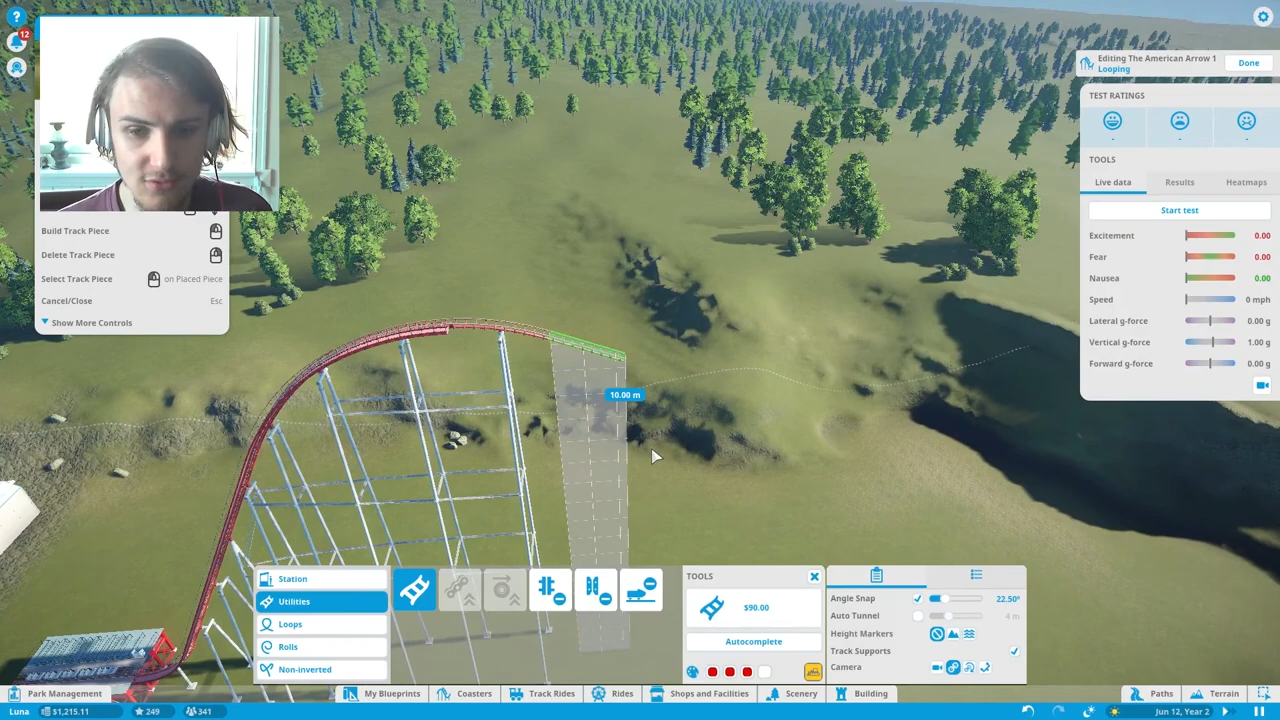 ?
12
Build Track Piece
Delete Track Piece
Select Track Piece on Placed Piece
Cancel/Close Esc
Show More Controls
Editing The American Arrow 1
Looping
Done
TEST RATINGS
- - -
TOOLS
Live data Results Heatmaps
Start test
Excitement 0.00
Fear 0.00
Nausea 0.00
Speed 0 mph
Lateral g-force 0.00 g
Vertical g-force 1.00 g
Forward g-force 0.00 g
10.00 m
Station
Utilities
Loops
Rolls
Non-inverted
TOOLS
$90.00
Autocomplete
Angle Snap 22.50°
Auto Tunnel 4 m
Height Markers
Track Supports
Camera
Park Management My Blueprints Coasters Track Rides Rides Shops and Facilities Scenery Building Paths Terrain
Luna $1,215.11 249 341 Jun 12, Year 2